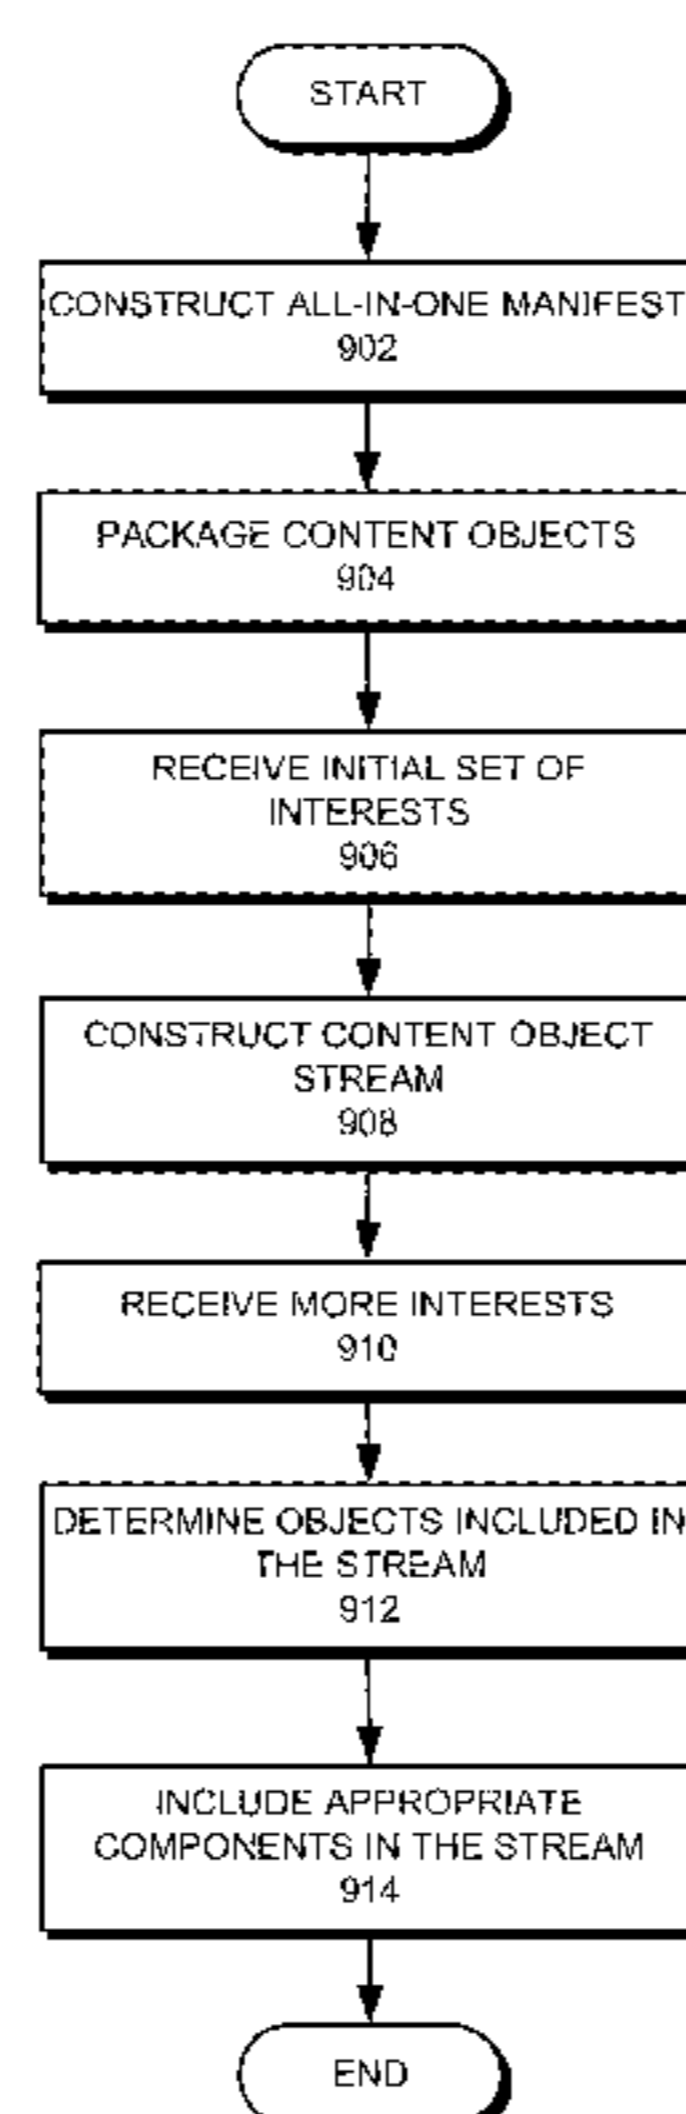 START
CONSTRUCT ALL-IN-ONE MANIFEST
902
PACKAGE CONTENT OBJECTS
904
RECEIVE INITIAL SET OF
INTERESTS
906
CONSTRUCT CONTENT OBJECT
STREAM
908
RECEIVE MORE INTERESTS
910
DETERMINE OBJECTS INCLUDED IN
THE STREAM
912
INCLUDE APPROPRIATE
COMPONENTS IN THE STREAM
914
END